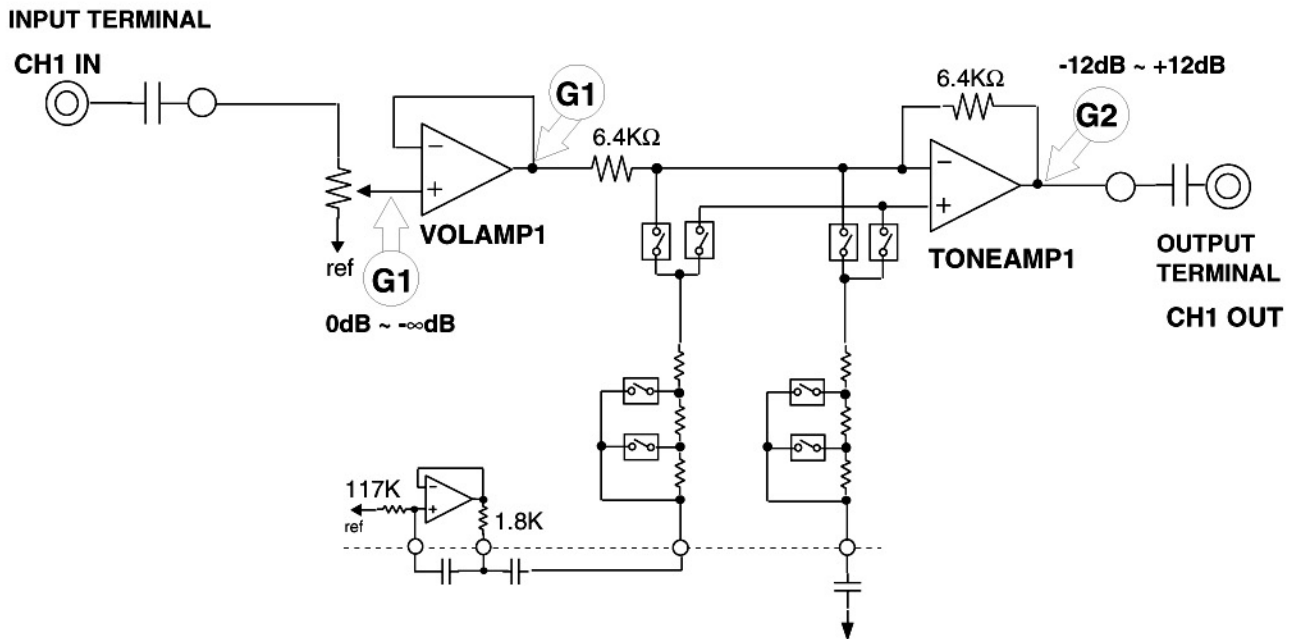 INPUT TERMINAL
CH1 IN
G1
6.4KΩ
6.4KΩ
-12dB ~ +12dB
G2
VOLAMP1
TONEAMP1
ref
G1
0dB ~ -∞dB
OUTPUT
TERMINAL
CH1 OUT
117K
ref
1.8K